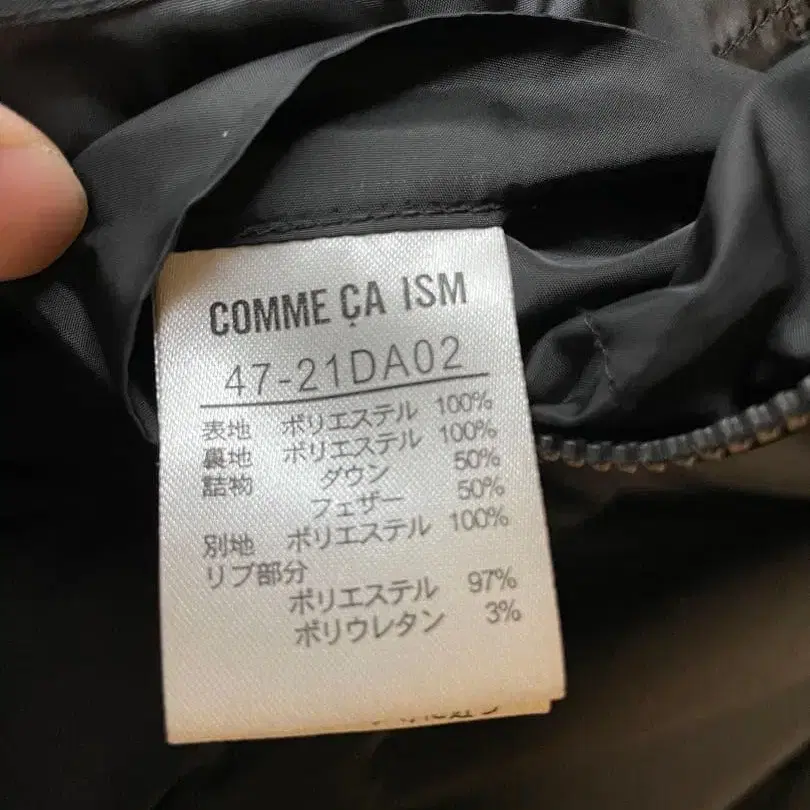 COMME ÇA ISM
47-21DA02
表地 ポリエステル 100%
裏地 ポリエステル 100%
詰物 ダウン 50%
フェザー 50%
別地 ポリエステル 100%
リブ部分
ポリエステル 97%
ポリウレタン 3%